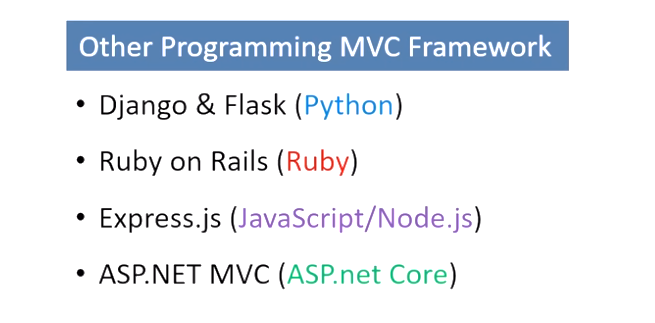 Other Programming MVC Framework
• Django & Flask (Python)
• Ruby on Rails (Ruby)
• Express.js (JavaScript/Node.js)
• ASP.NET MVC (ASP.net Core)